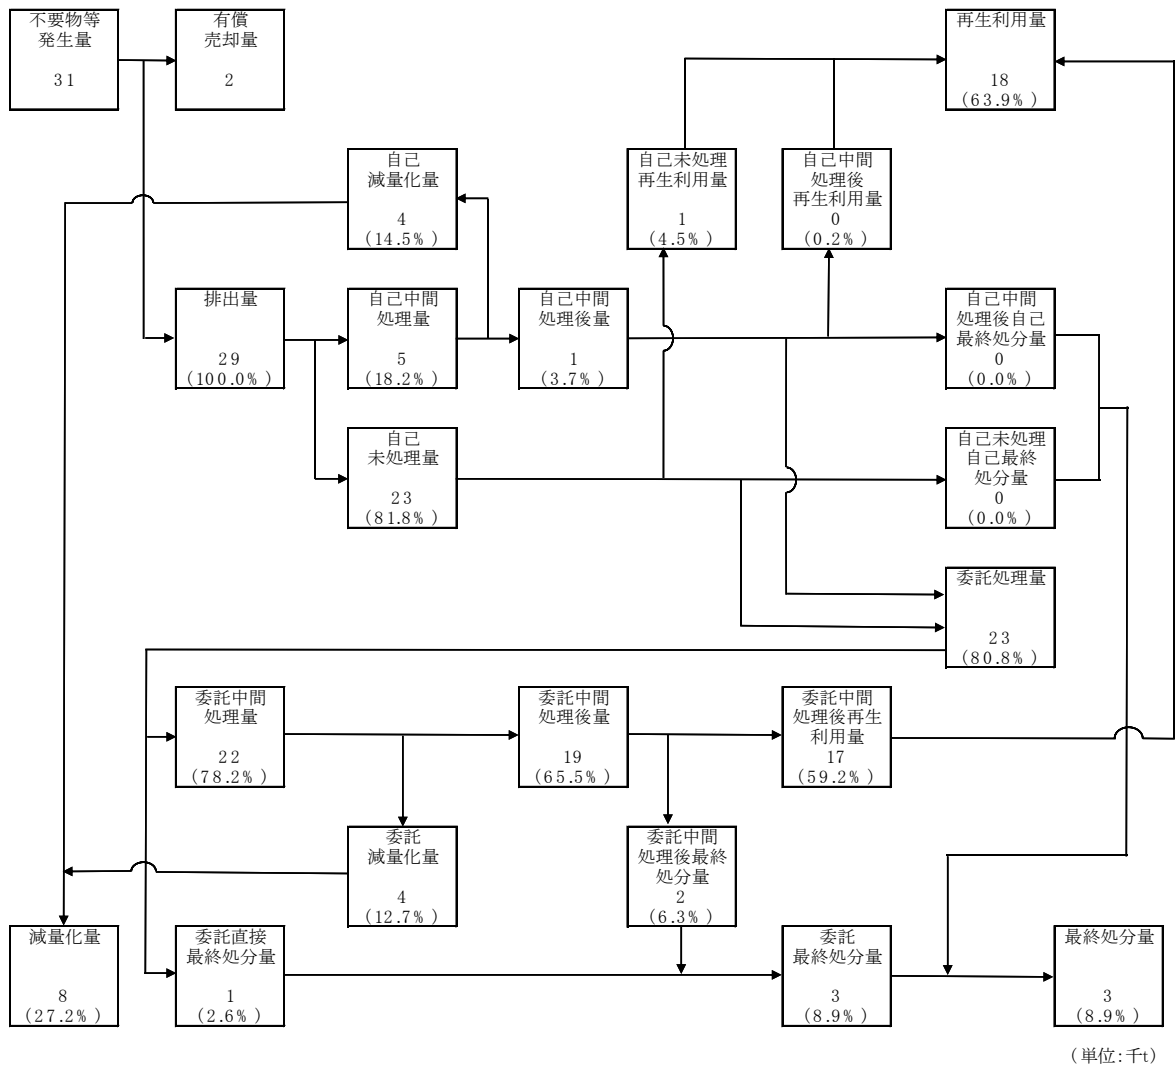 不要物等
発生量
31
有償
売却量
2
再生利用量
18
(63.9%)
自己
減量化量
4
(14.5%)
自己未処理
再生利用量
1
(4.5%)
自己中間
処理後
再生利用量
0
(0.2%)
排出量
29
(100.0%)
自己中間
処理量
5
(18.2%)
自己中間
処理後量
1
(3.7%)
自己中間
処理後自己
最終処分量
0
(0.0%)
自己
未処理量
23
(81.8%)
自己未処理
自己最終
処分量
0
(0.0%)
委託処理量
23
(80.8%)
委託中間
処理量
22
(78.2%)
委託中間
処理後量
19
(65.5%)
委託中間
処理後再生
利用量
17
(59.2%)
委託
減量化量
4
(12.7%)
委託中間
処理後最終
処分量
2
(6.3%)
減量化量
8
(27.2%)
委託直接
最終処分量
1
(2.6%)
委託
最終処分量
3
(8.9%)
最終処分量
3
(8.9%)
(単位:千t)